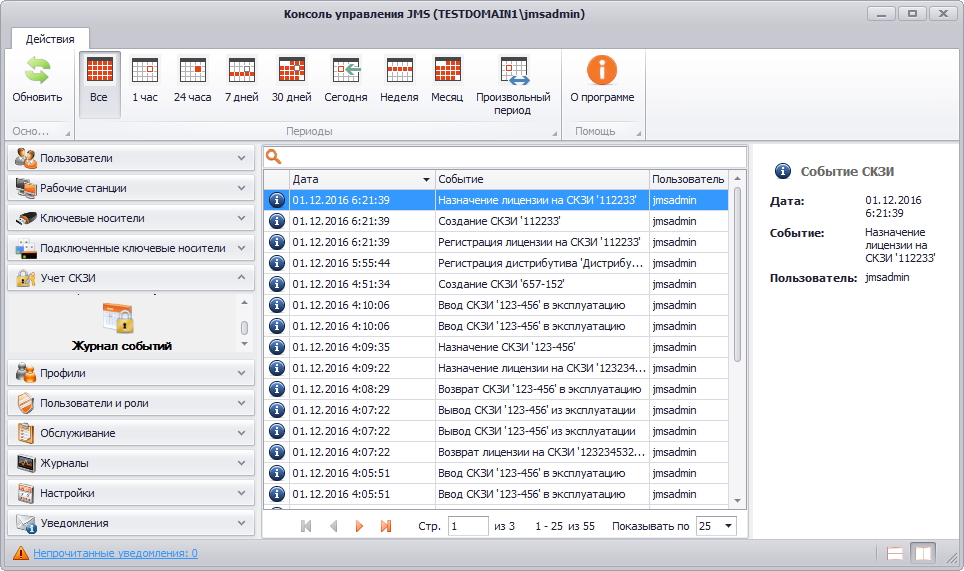 Консоль управления JMS (TESTDOMAIN1\jmsadmin)
Действия
Обновить
Все
1 час
24 часа
7 дней
30 дней
Сегодня
Неделя
Месяц
Произвольный
период
О программе
Осно...
Периоды
Помощь
Пользователи
Рабочие станции
Ключевые носители
Подключенные ключевые носители
Учет СКЗИ
Журнал событий
Профили
Пользователи и роли
Обслуживание
Журналы
Настройки
Уведомления
Дата Событие Пользователь
01.12.2016 6:21:39 Назначение лицензии на СКЗИ '112233' jmsadmin
01.12.2016 6:21:39 Создание СКЗИ '112233' jmsadmin
01.12.2016 6:21:39 Регистрация лицензии на СКЗИ '112233' jmsadmin
01.12.2016 5:55:44 Регистрация дистрибутива 'Дистрибу... jmsadmin
01.12.2016 4:51:34 Создание СКЗИ '657-152' jmsadmin
01.12.2016 4:10:06 Ввод СКЗИ '123-456' в эксплуатацию jmsadmin
01.12.2016 4:10:06 Ввод СКЗИ '123-456' в эксплуатацию jmsadmin
01.12.2016 4:09:35 Назначение СКЗИ '123-456' jmsadmin
01.12.2016 4:09:22 Назначение лицензии на СКЗИ '123234... jmsadmin
01.12.2016 4:08:29 Возврат СКЗИ '123-456' в эксплуатацию jmsadmin
01.12.2016 4:07:22 Вывод СКЗИ '123-456' из эксплуатации jmsadmin
01.12.2016 4:07:22 Вывод СКЗИ '123-456' из эксплуатации jmsadmin
01.12.2016 4:07:22 Возврат лицензии на СКЗИ '123234532... jmsadmin
01.12.2016 4:05:51 Ввод СКЗИ '123-456' в эксплуатацию jmsadmin
01.12.2016 4:05:51 Ввод СКЗИ '123-456' в эксплуатацию jmsadmin
Стр. 1 из 3 1 - 25 из 55 Показывать по 25
Событие СКЗИ
Дата: 01.12.2016
6:21:39
Событие: Назначение
лицензии на
СКЗИ '112233'
Пользователь: jmsadmin
Непрочитанные уведомления: 0